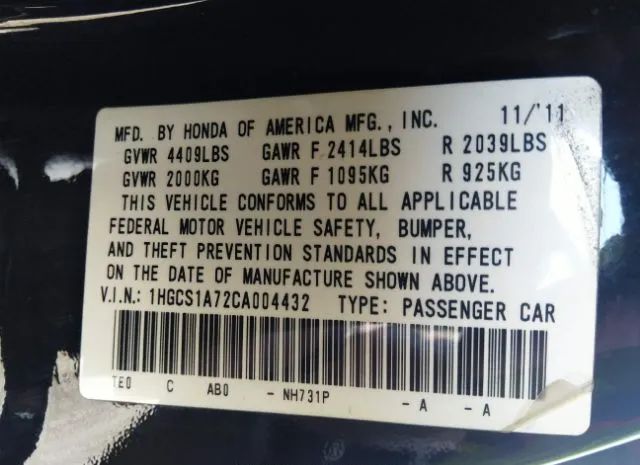 MFD. BY HONDA OF AMERICA MFG., INC. 11/'11
GVWR 4409LBS GAWR F 2414LBS R 2039LBS
GVWR 2000KG GAWR F 1095KG R 925KG
THIS VEHICLE CONFORMS TO ALL APPLICABLE
FEDERAL MOTOR VEHICLE SAFETY, BUMPER,
AND THEFT PREVENTION STANDARDS IN EFFECT
ON THE DATE OF MANUFACTURE SHOWN ABOVE.
V.I.N.: 1HGCS1A72CA004432 TYPE: PASSENGER CAR
TE0 C AB0 - NH731P - A - A